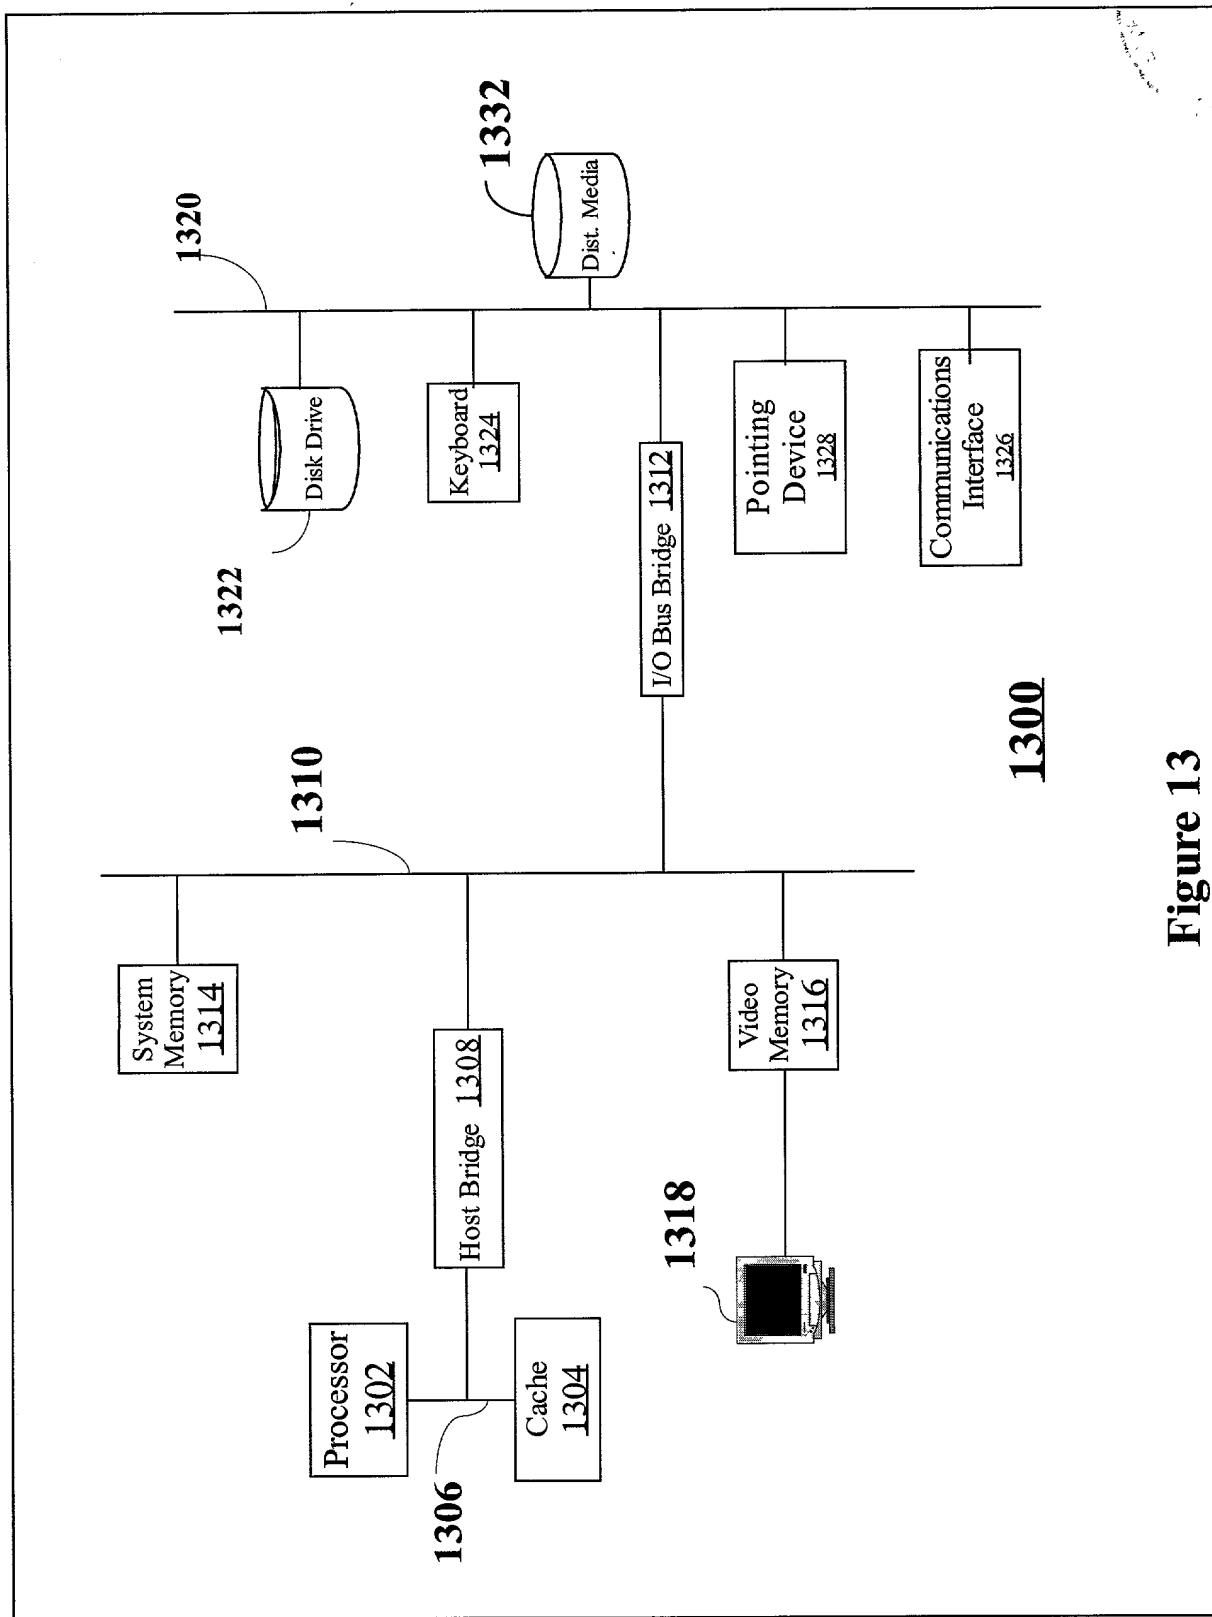 Processor
1302
1306
Cache
1304
Host Bridge 1308
System
Memory
1314
1310
1318
Video
Memory
1316
I/O Bus Bridge 1312
1320
1322
Disk Drive
Keyboard
1324
1332
Dist. Media
Pointing
Device
1328
Communications
Interface
1326
1300
Figure 13